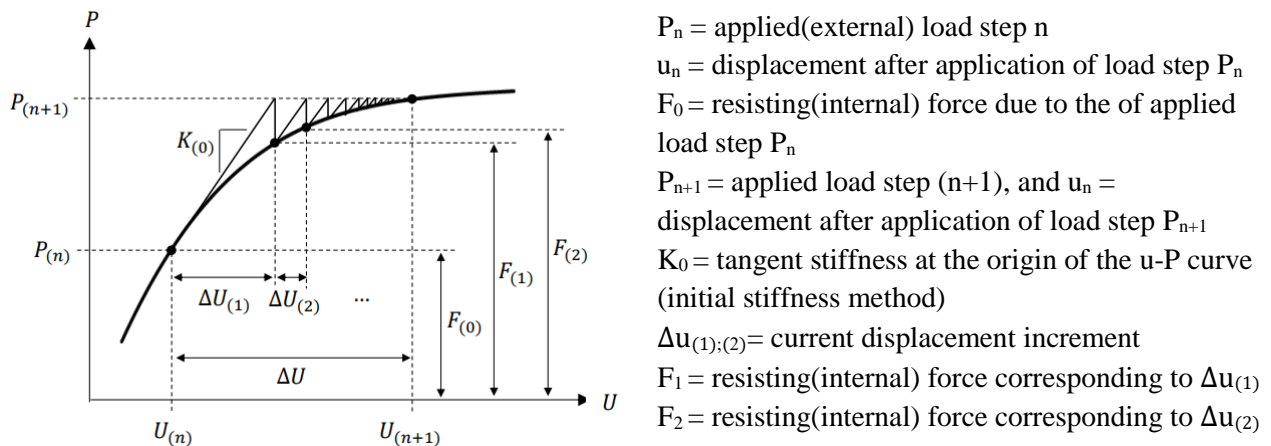 P
P(n+1)
K(0)
P(n)
ΔU(1)
ΔU(2)
...
F(0)
F(1)
F(2)
ΔU
U(n)
U(n+1)
U
Pn = applied(external) load step n
un = displacement after application of load step Pn
F0 = resisting(internal) force due to the of applied
load step Pn
Pn+1 = applied load step (n+1), and un =
displacement after application of load step Pn+1
K0 = tangent stiffness at the origin of the u-P curve
(initial stiffness method)
Δu(1);(2)= current displacement increment
F1 = resisting(internal) force corresponding to Δu(1)
F2 = resisting(internal) force corresponding to Δu(2)